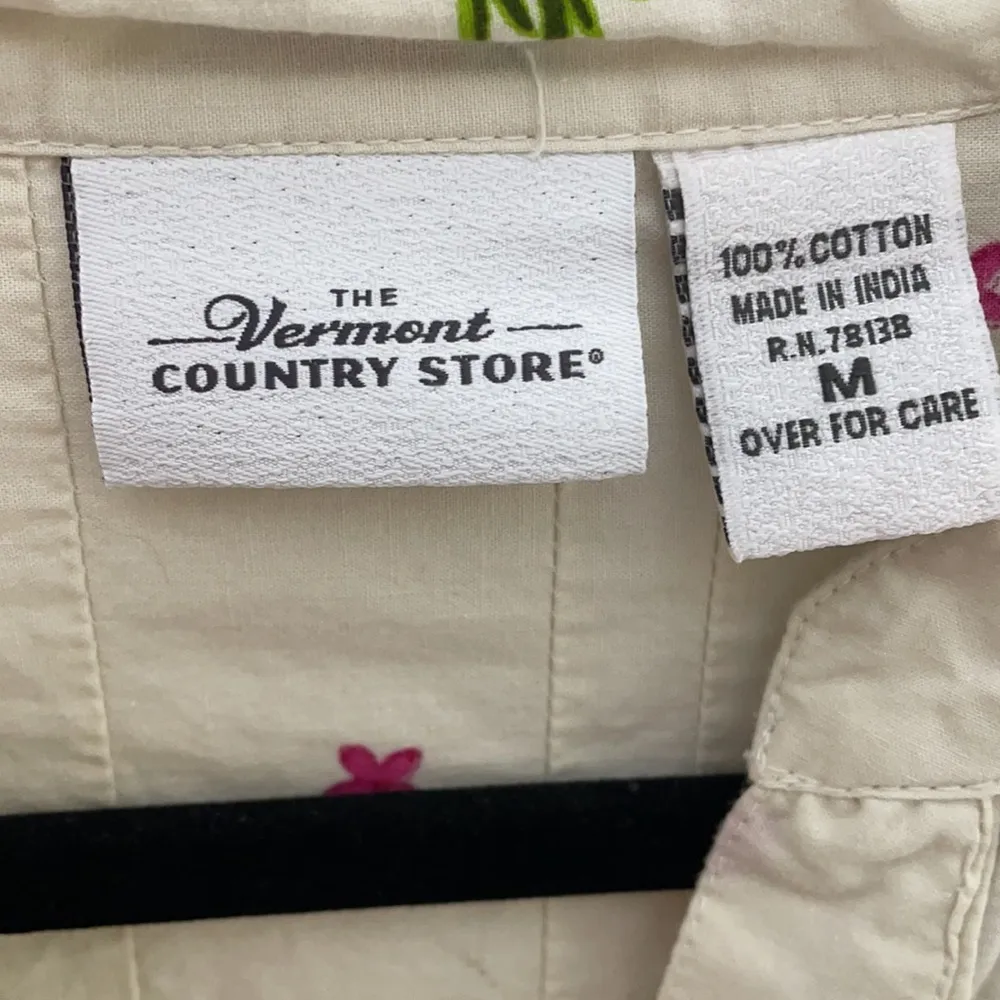 THE
Vermont
COUNTRY STORE®
100% COTTON
MADE IN INDIA
R.N.78138
M
OVER FOR CARE